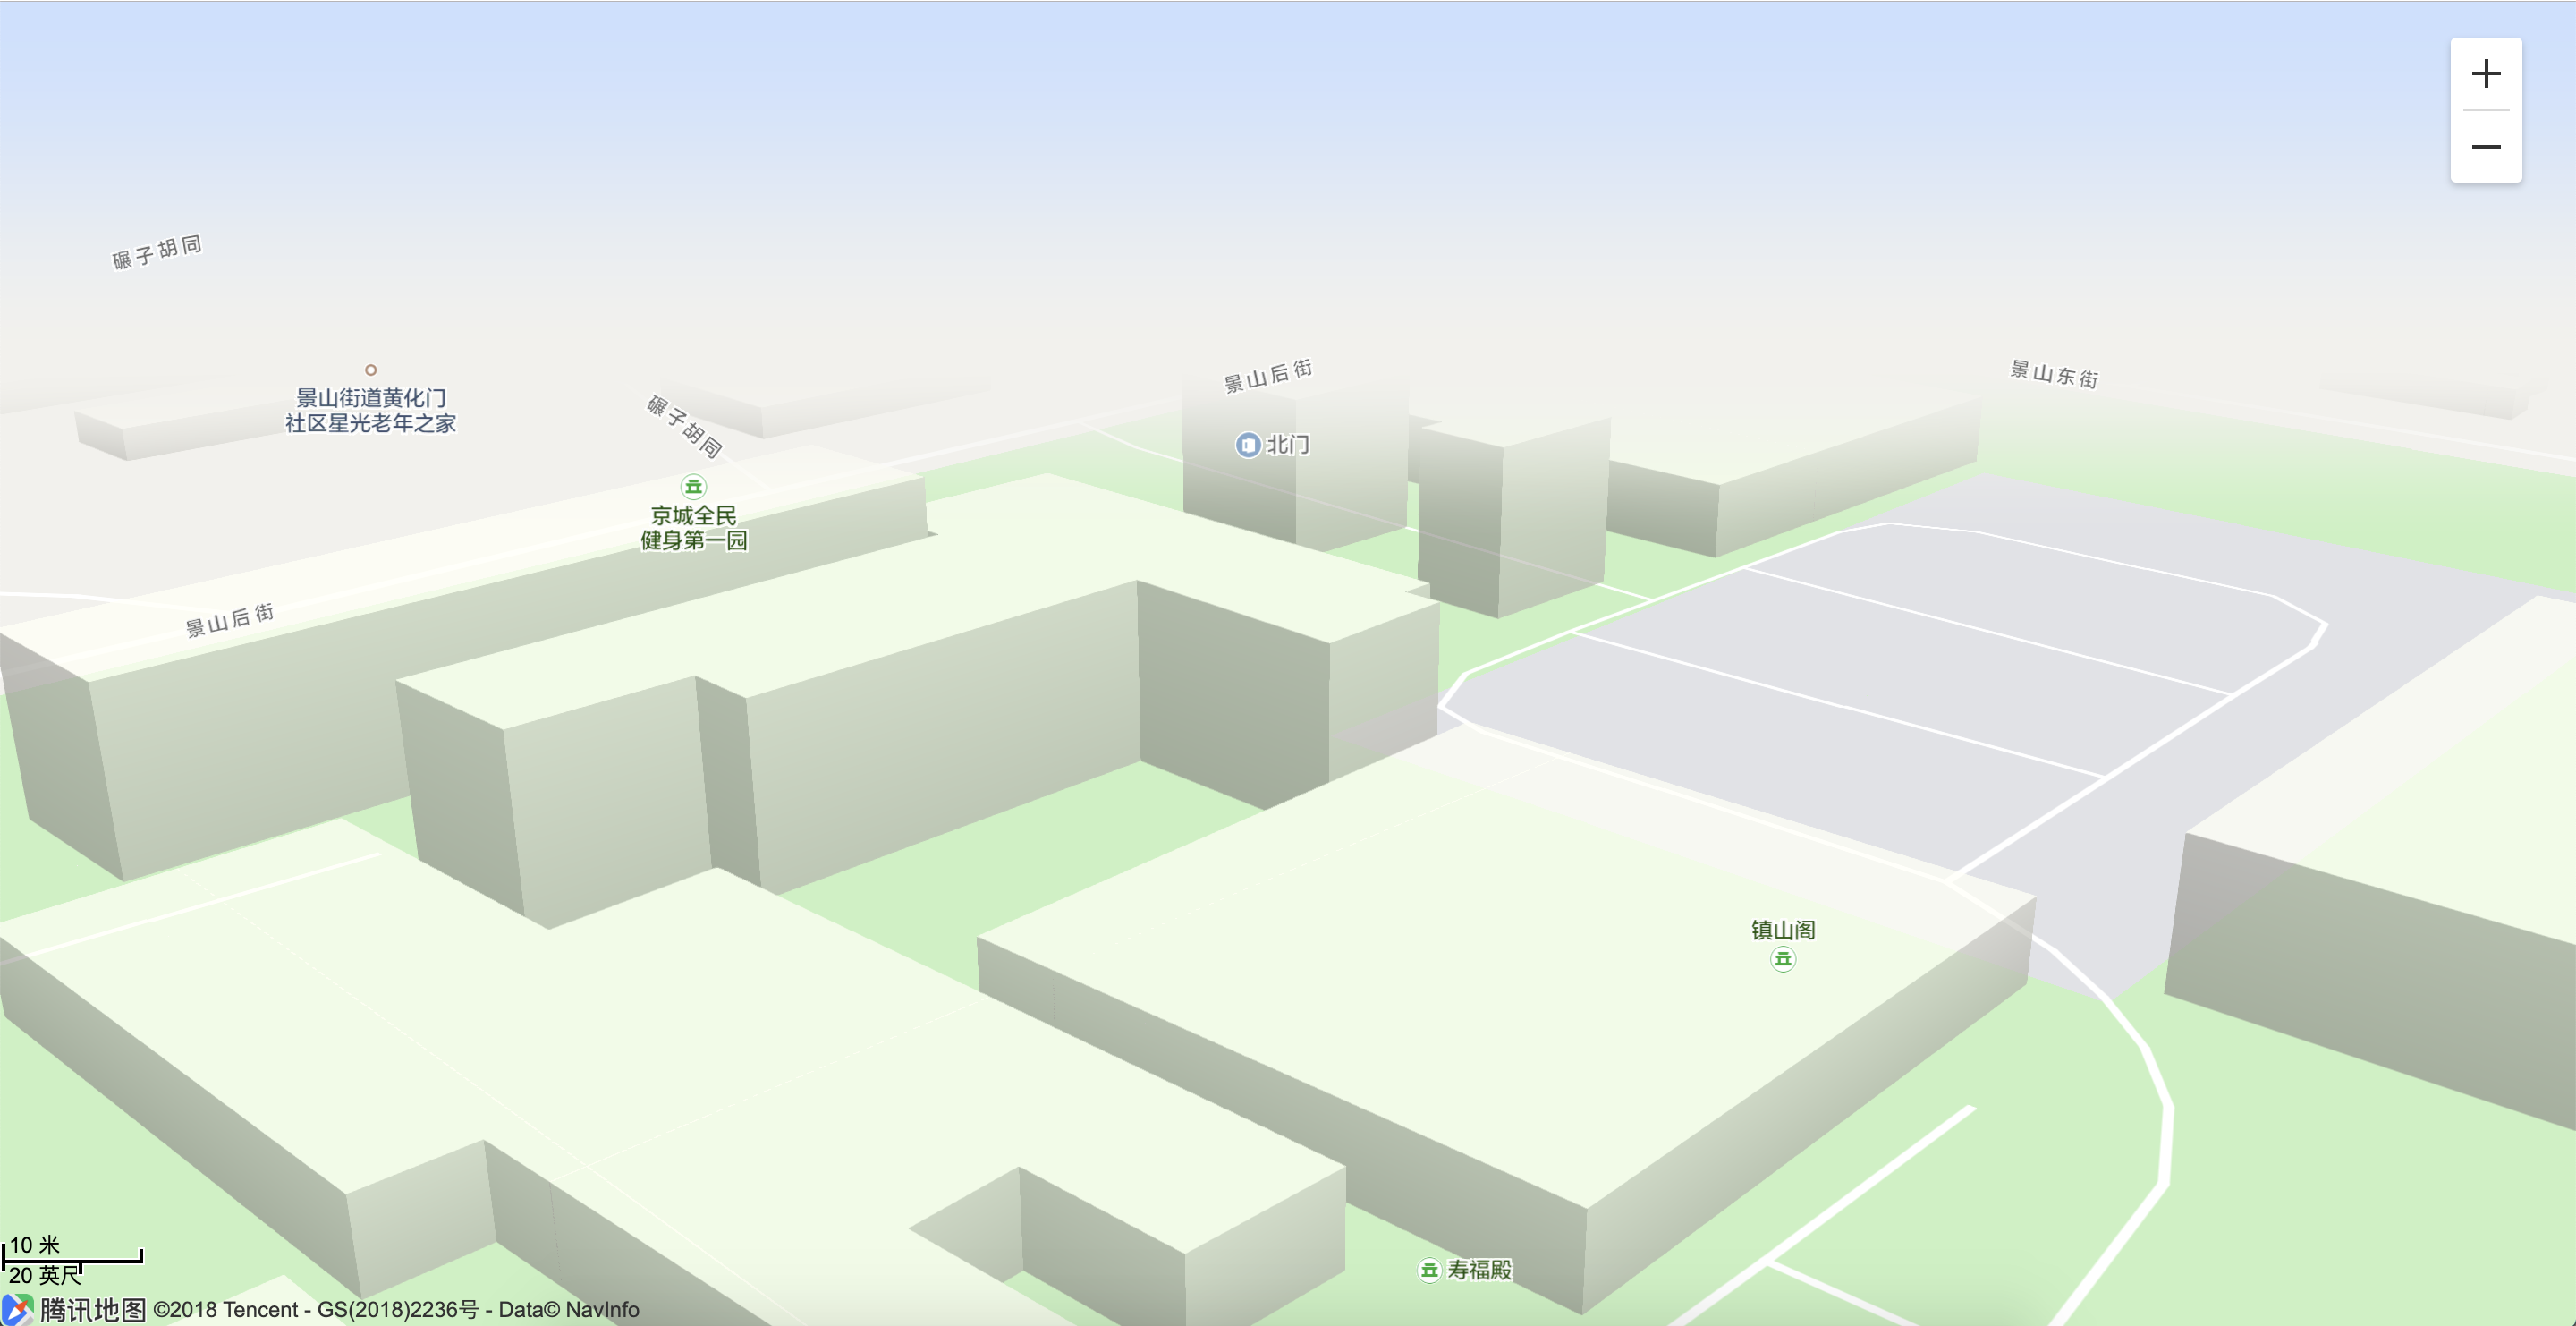 碾子胡同
景山后街
景山东街
景山街道黄化门
社区星光老年之家
碾子胡同
北门
京城全民
健身第一园
景山后街
镇山阁
寿福殿
10 米
20 英尺
腾讯地图 ©2018 Tencent - GS(2018)2236号 - Data© NavInfo